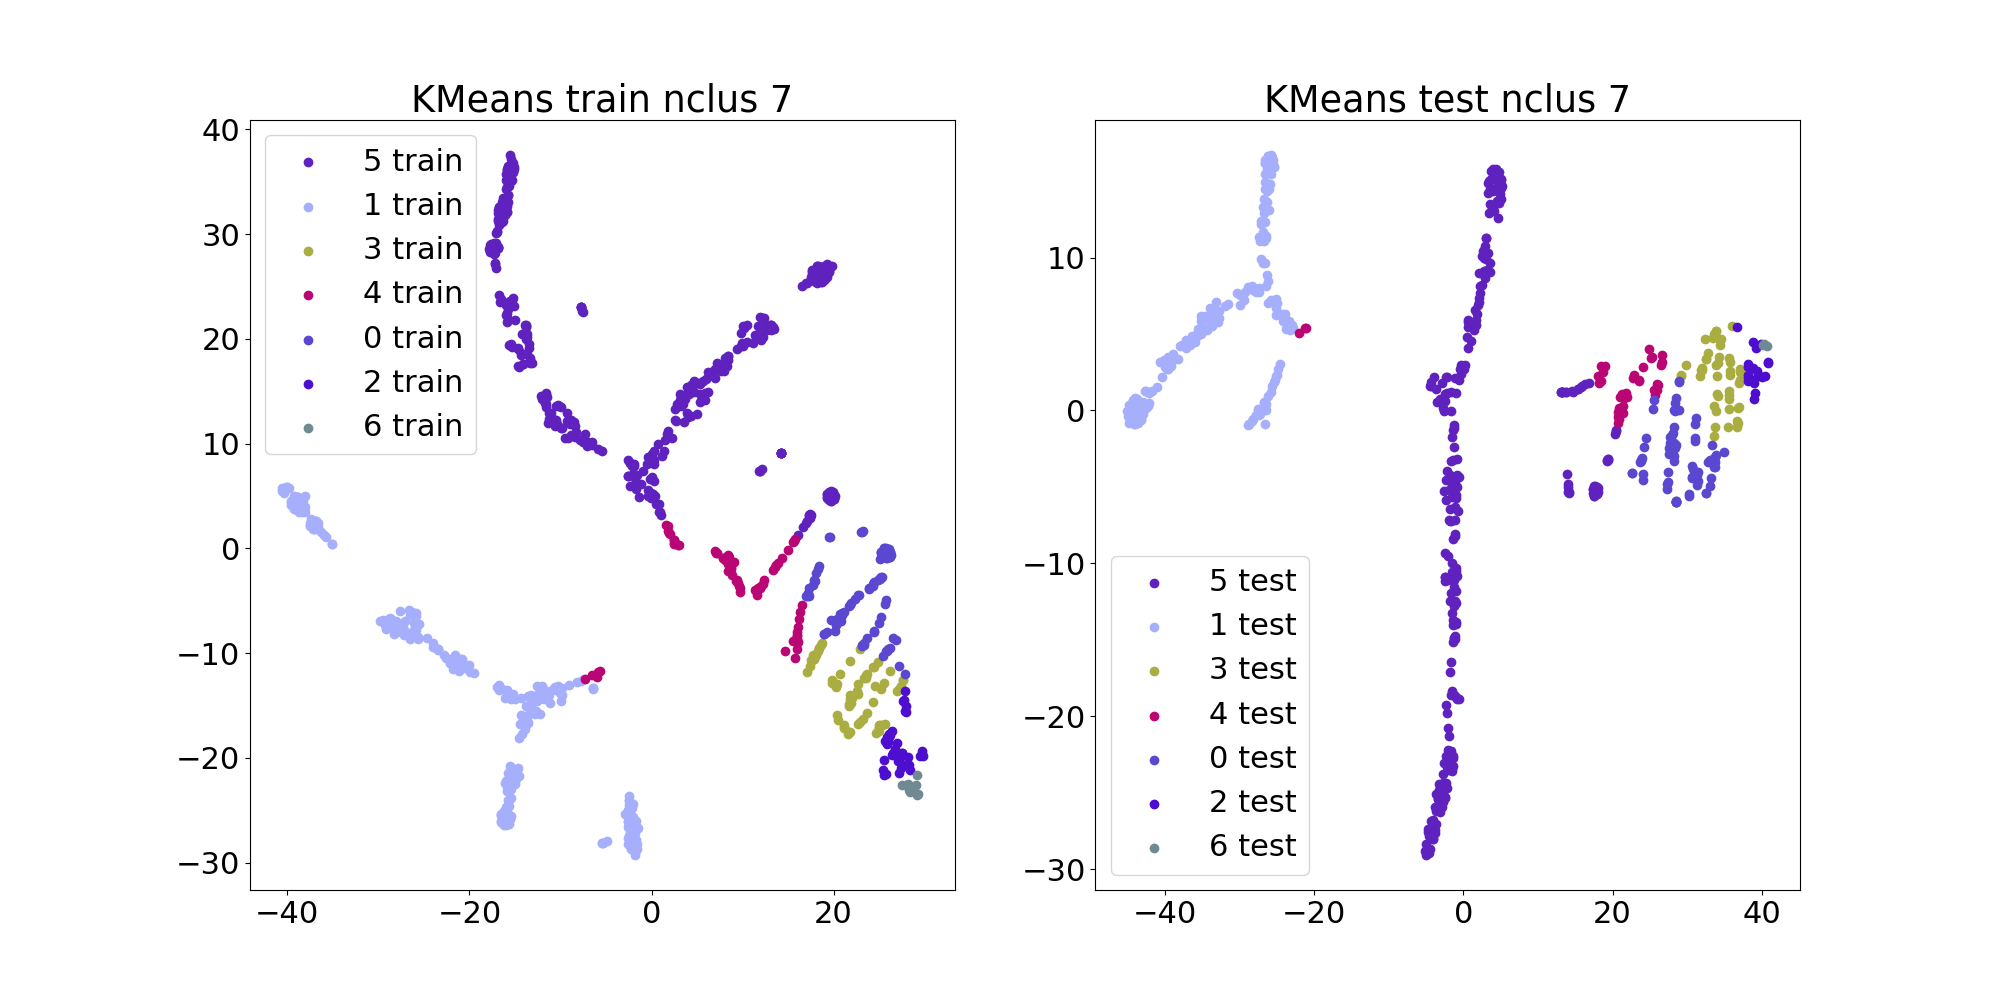 KMeans train nclus 7
40
30
20
10
0
−10
−20
−30
−40
−20
0
20
5 train
1 train
3 train
4 train
0 train
2 train
6 train
KMeans test nclus 7
10
0
−10
−20
−30
−40
−20
0
20
40
5 test
1 test
3 test
4 test
0 test
2 test
6 test